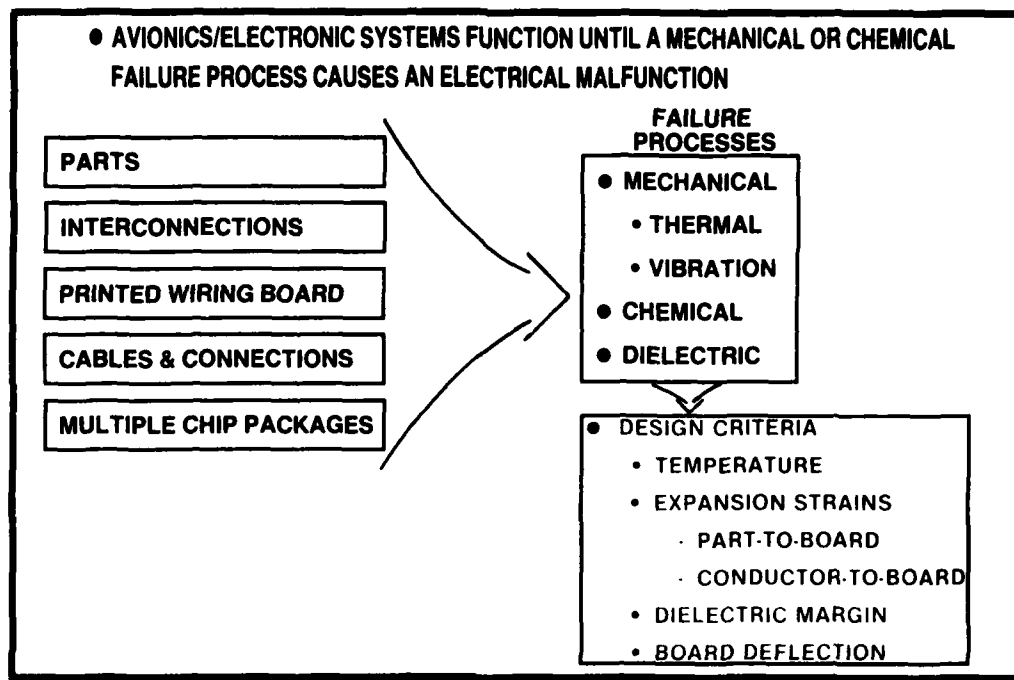 ● AVIONICS/ELECTRONIC SYSTEMS FUNCTION UNTIL A MECHANICAL OR CHEMICAL
FAILURE PROCESS CAUSES AN ELECTRICAL MALFUNCTION
PARTS
INTERCONNECTIONS
PRINTED WIRING BOARD
CABLES & CONNECTIONS
MULTIPLE CHIP PACKAGES
FAILURE
PROCESSES
● MECHANICAL
• THERMAL
• VIBRATION
● CHEMICAL
● DIELECTRIC
● DESIGN CRITERIA
• TEMPERATURE
• EXPANSION STRAINS
· PART-TO-BOARD
· CONDUCTOR-TO-BOARD
• DIELECTRIC MARGIN
• BOARD DEFLECTION